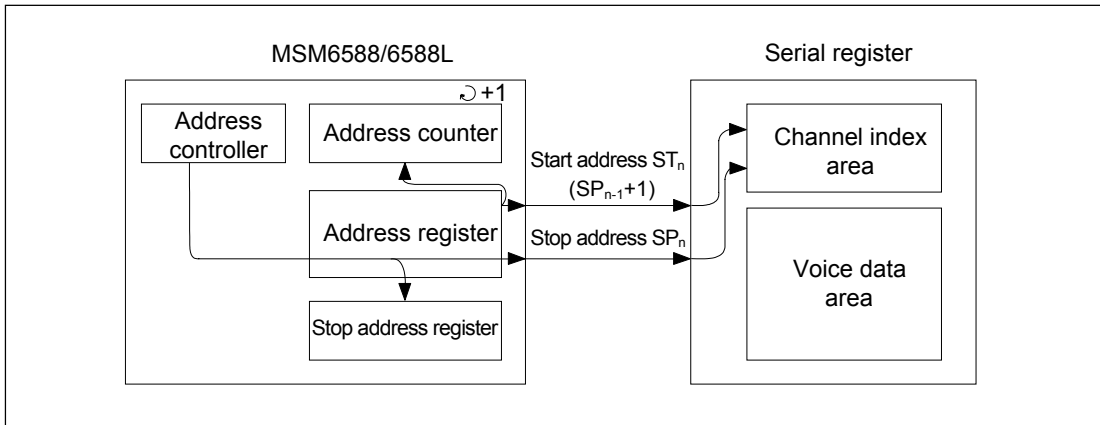 MSM6588/6588L
Serial register
↻ +1
Address
controller
Address counter
Address register
Stop address register
Start address STₙ
(SPₙ₋₁+1)
Stop address SPₙ
Channel index
area
Voice data
area